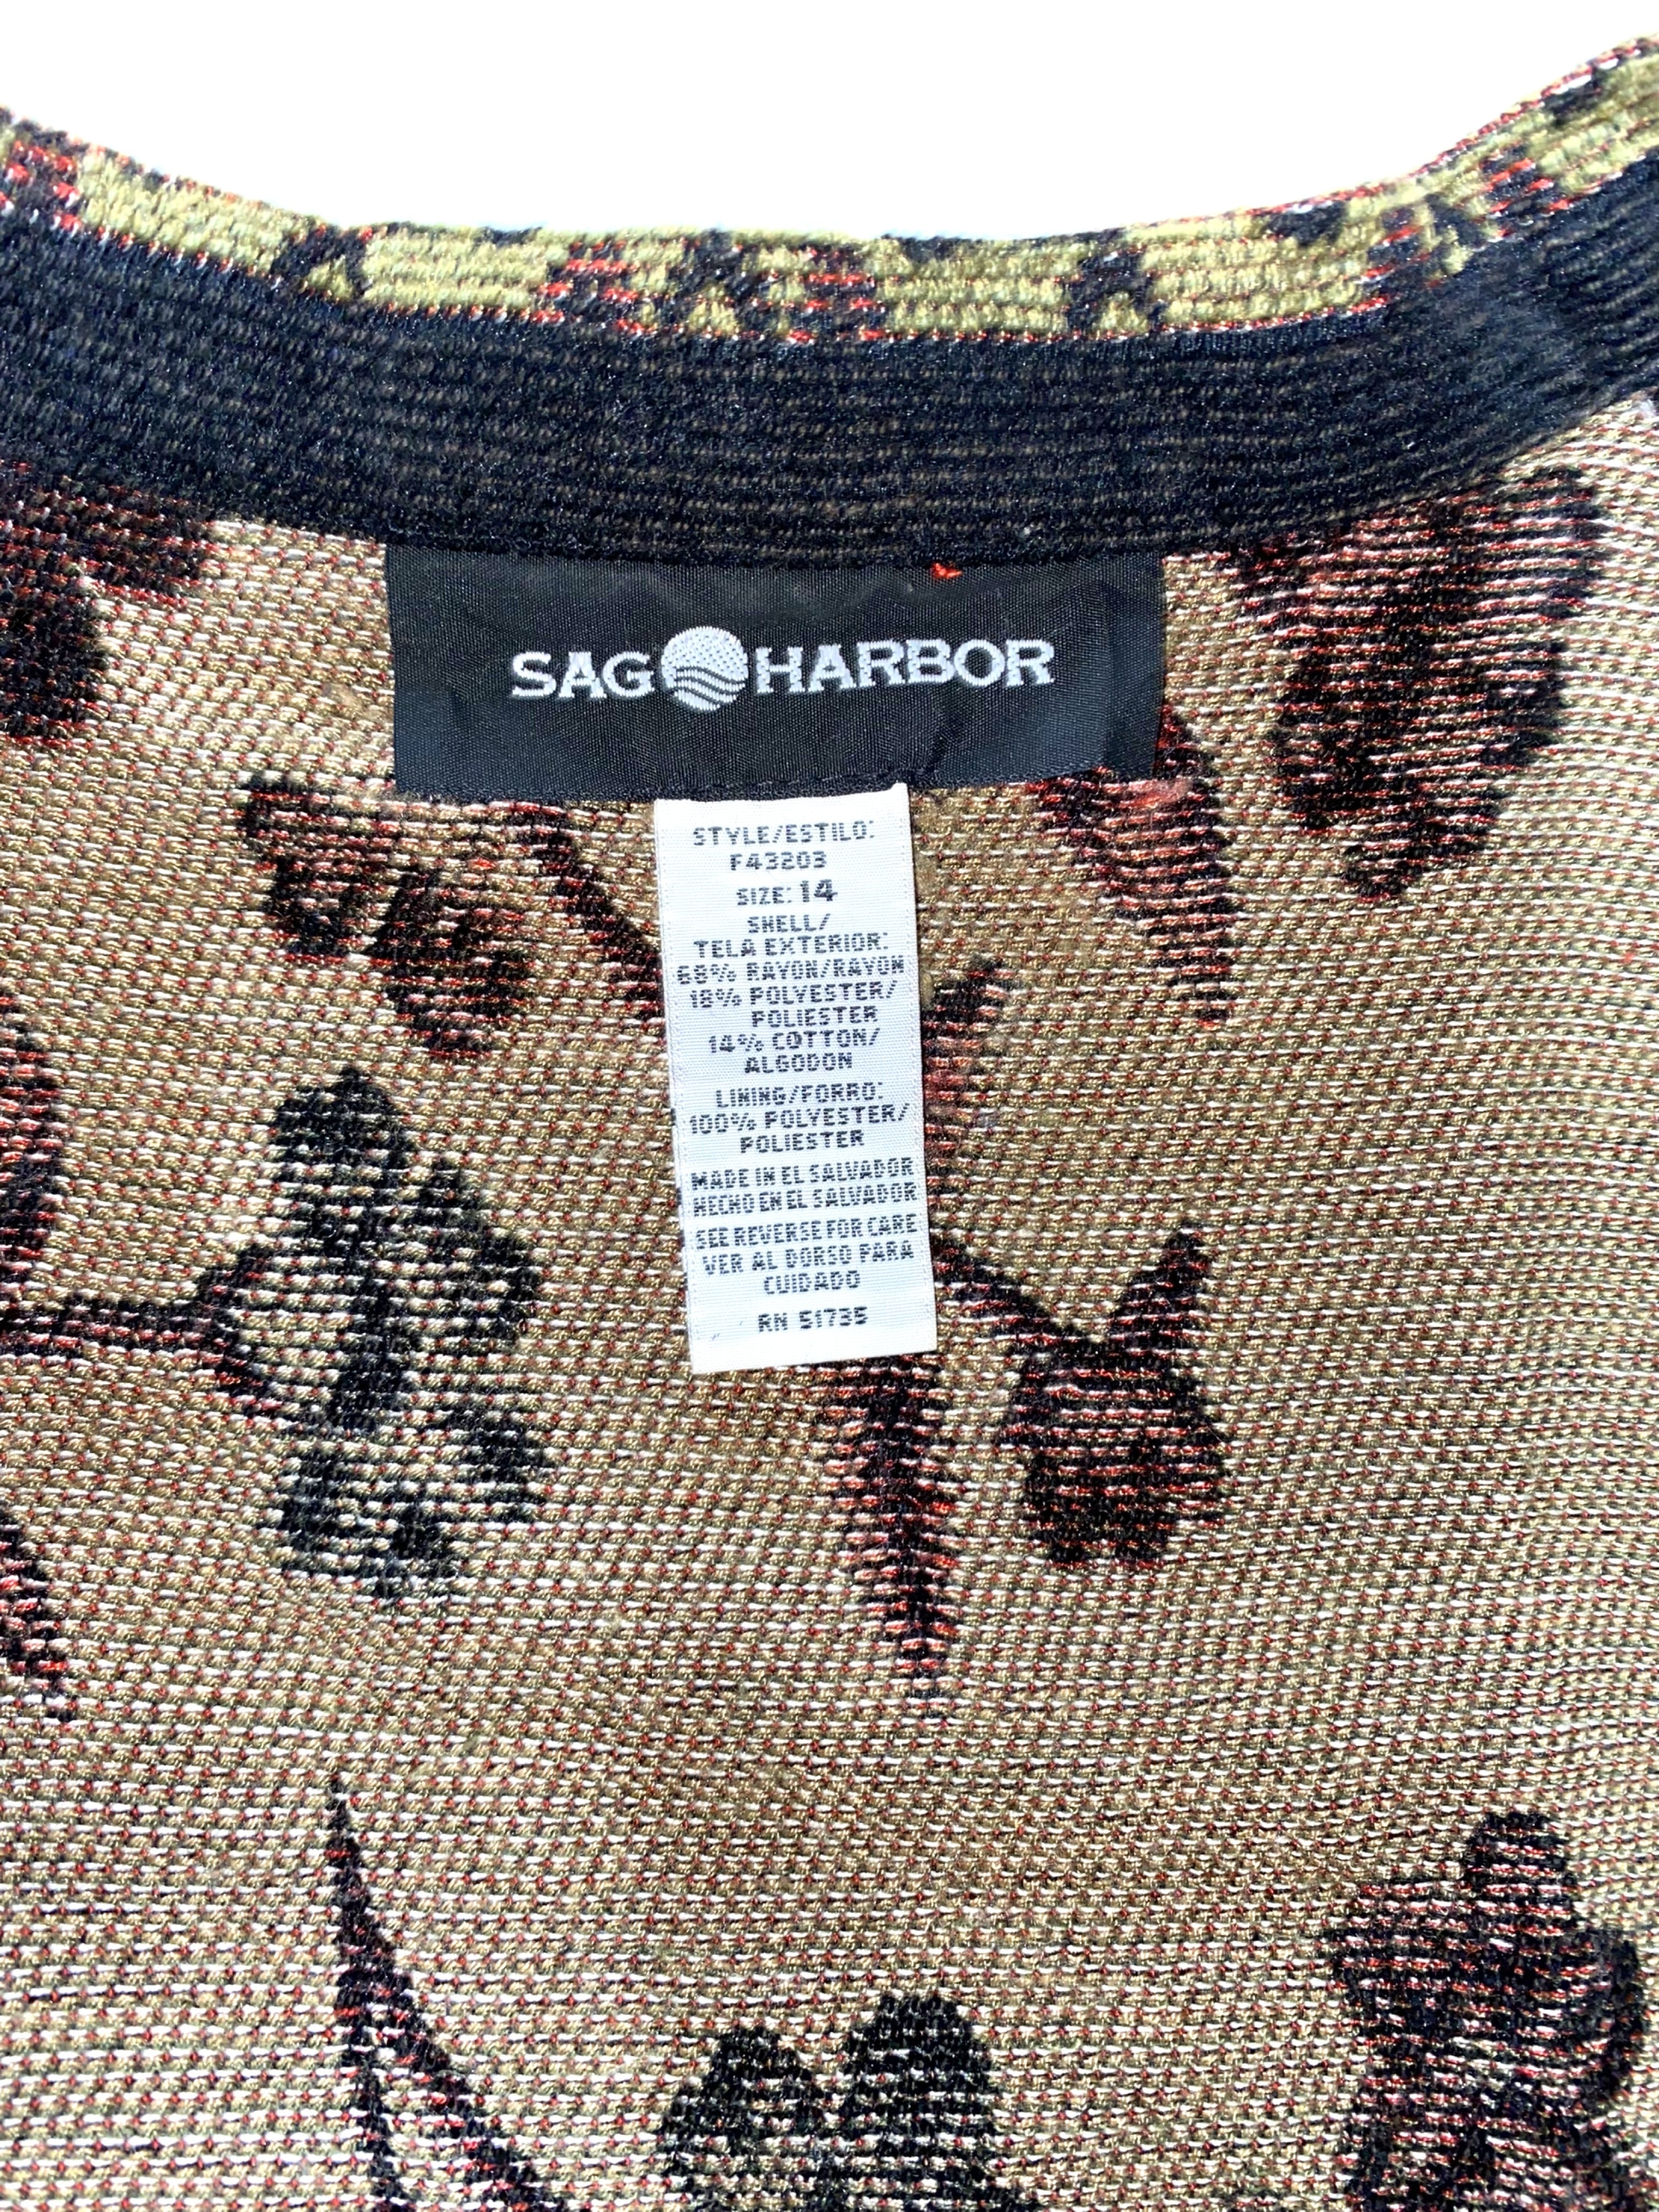 SAG HARBOR
STYLE/ESTILO:
F43203
SIZE: 14
SHELL/
TELA EXTERIOR:
68% RAYON/RAYON
18% POLYESTER/
POLIESTER
14% COTTON/
ALGODON
LINING/FORRO:
100% POLYESTER/
POLIESTER
MADE IN EL SALVADOR
HECHO EN EL SALVADOR
SEE REVERSE FOR CARE
VER AL DORSO PARA
CUIDADO
RN 51735